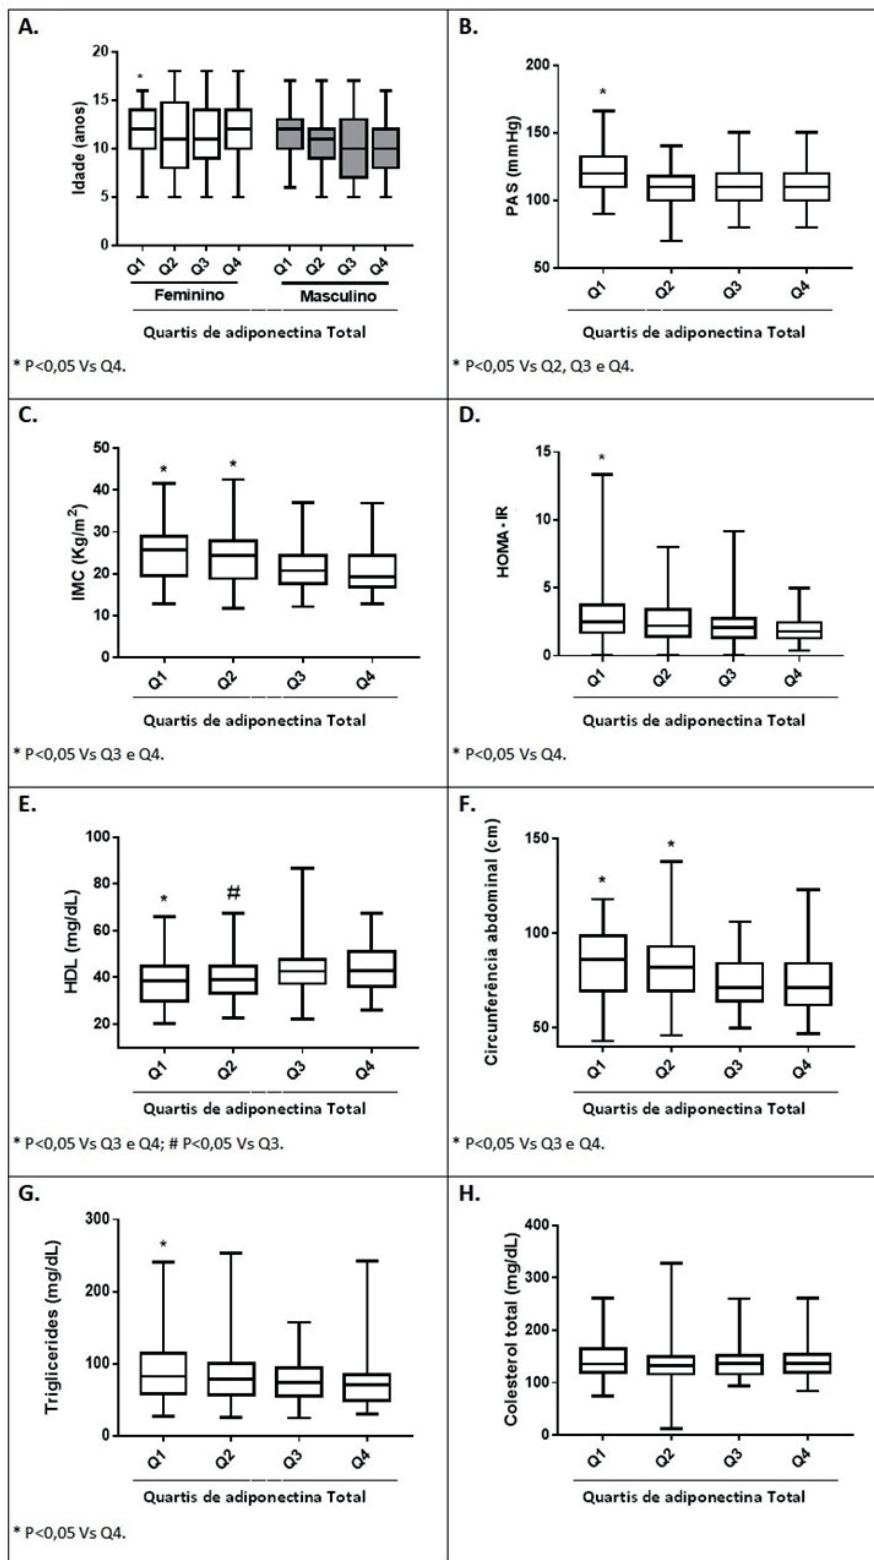 A.
Idade (anos)
20
*
15
10
5
0
Q1 Q2 Q3 Q4 Q1 Q2 Q3 Q4
Feminino Masculino
Quartis de adiponectina Total
* P<0,05 Vs Q4.
B.
PAS (mmHg)
200
*
150
100
50
Q1 Q2 Q3 Q4
Quartis de adiponectina Total
* P<0,05 Vs Q2, Q3 e Q4.
C.
IMC (Kg/m²)
50
* *
40
30
20
10
0
Q1 Q2 Q3 Q4
Quartis de adiponectina Total
* P<0,05 Vs Q3 e Q4.
D.
HOMA-IR
15
*
10
5
0
Q1 Q2 Q3 Q4
Quartis de adiponectina Total
* P<0,05 Vs Q4.
E.
HDL (mg/dL)
100
80
* #
60
40
20
Q1 Q2 Q3 Q4
Quartis de adiponectina Total
* P<0,05 Vs Q3 e Q4; # P<0,05 Vs Q3.
F.
Circunferência abdominal (cm)
150
* *
100
50
Q1 Q2 Q3 Q4
Quartis de adiponectina Total
* P<0,05 Vs Q3 e Q4.
G.
Triglicerides (mg/dL)
300
*
200
100
0
Q1 Q2 Q3 Q4
Quartis de adiponectina Total
* P<0,05 Vs Q4.
H.
Colesterol total (mg/dL)
400
300
200
100
0
Q1 Q2 Q3 Q4
Quartis de adiponectina Total